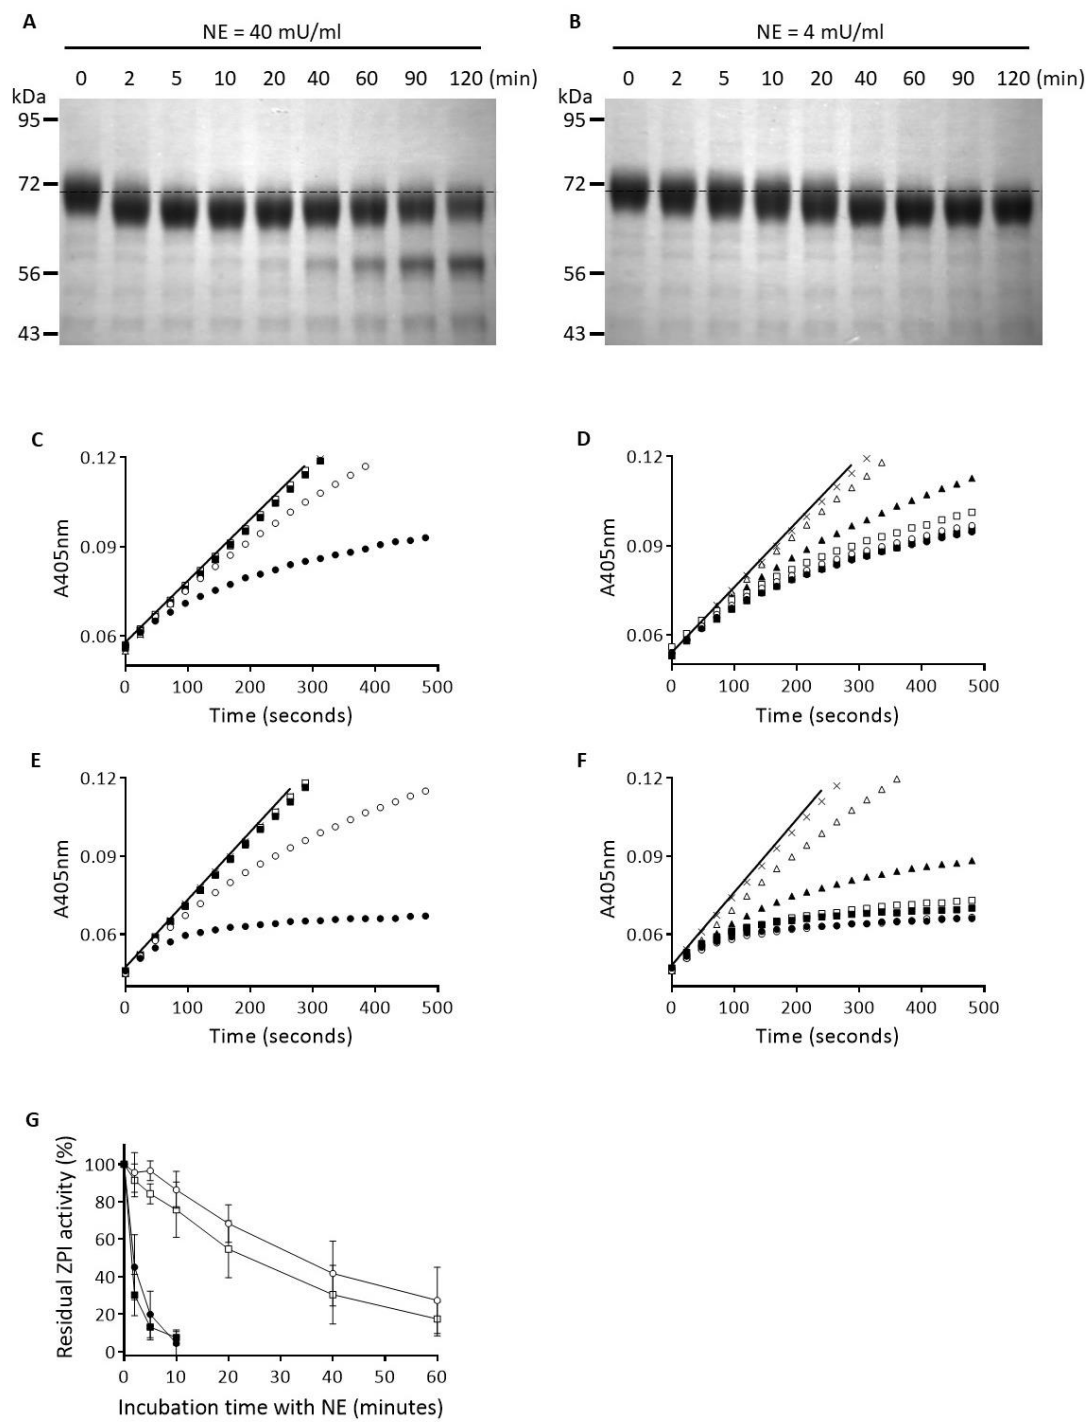 A
NE = 40 mU/ml
0 2 5 10 20 40 60 90 120 (min)
kDa
95
72
56
43
B
NE = 4 mU/ml
0 2 5 10 20 40 60 90 120 (min)
kDa
95
72
56
43
C
A405nm
0.12
0.09
0.06
0 100 200 300 400 500
Time (seconds)
D
A405nm
0.12
0.09
0.06
0 100 200 300 400 500
Time (seconds)
E
A405nm
0.12
0.09
0.06
0 100 200 300 400 500
Time (seconds)
F
A405nm
0.12
0.09
0.06
0 100 200 300 400 500
Time (seconds)
G
Residual ZPI activity (%)
100
80
60
40
20
0
0 10 20 30 40 50 60
Incubation time with NE (minutes)